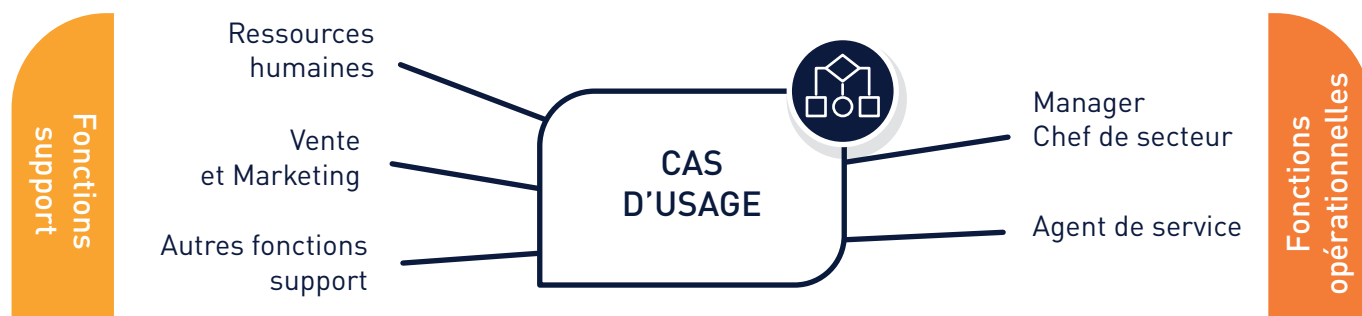 Fonctions
support
Ressources
humaines
Vente
et Marketing
Autres fonctions
support
CAS
D'USAGE
Manager
Chef de secteur
Agent de service
Fonctions
opérationnelles